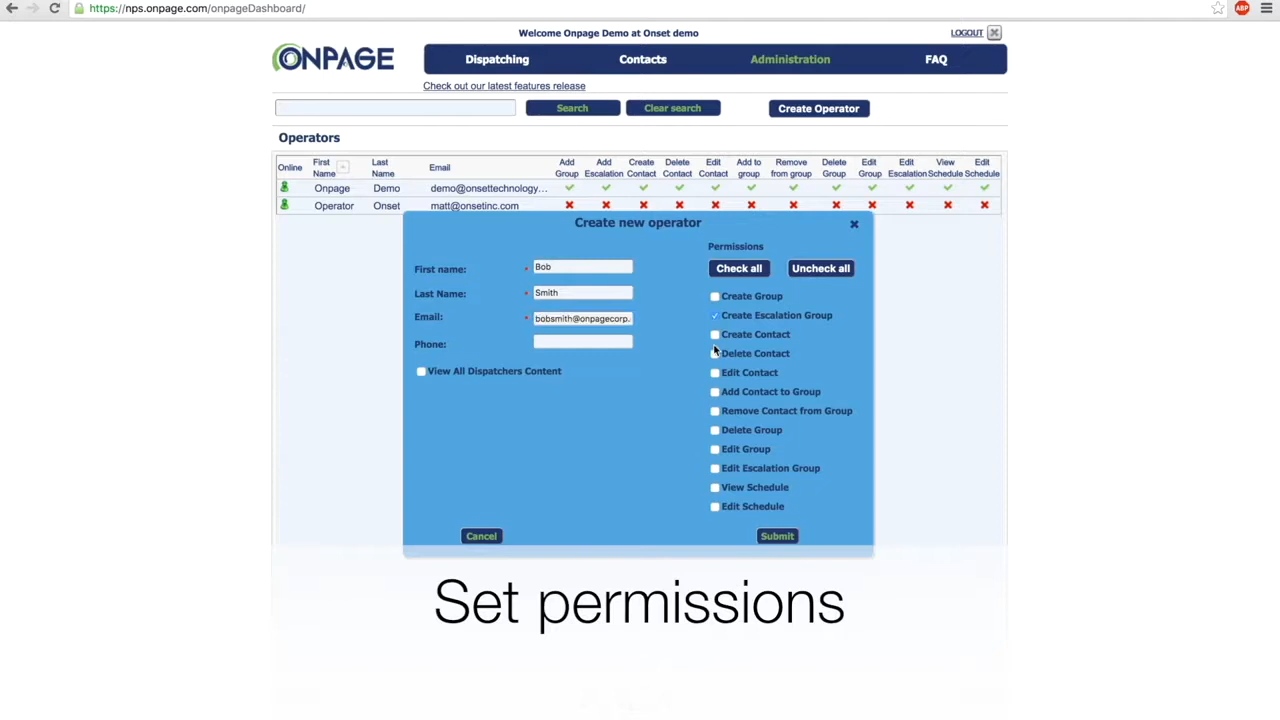 https://nps.onpage.com/onpageDashboard/
ABP
Welcome Onpage Demo at Onset demo
LOGOUT
ONPAGE
Dispatching Contacts Administration FAQ
Check out our latest features release
Search Clear search Create Operator
Operators
Online First Name Last Name Email Add Group Add Escalation Create Contact Delete Contact Edit Contact Add to group Remove from group Delete Group Edit Group Edit Escalation View Schedule Edit Schedule
Onpage Demo demo@onsettechnology...
Operator Onset matt@onsetinc.com
Create new operator
Permissions
Check all Uncheck all
First name: Bob
Last Name: Smith
Email: bobsmith@onpagecorp.
Phone:
View All Dispatchers Content
Create Group
Create Escalation Group
Create Contact
Delete Contact
Edit Contact
Add Contact to Group
Remove Contact from Group
Delete Group
Edit Group
Edit Escalation Group
View Schedule
Edit Schedule
Cancel Submit
Set permissions